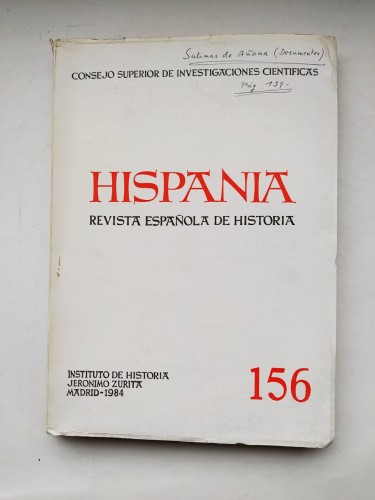 Salinas de Añana (Documentos)
CONSEJO SUPERIOR DE INVESTIGACIONES CIENTIFICAS
Pág 139.
HISPANIA
REVISTA ESPAÑOLA DE HISTORIA
INSTITUTO DE HISTORIA
JERONIMO ZURITA
MADRID-1984
156